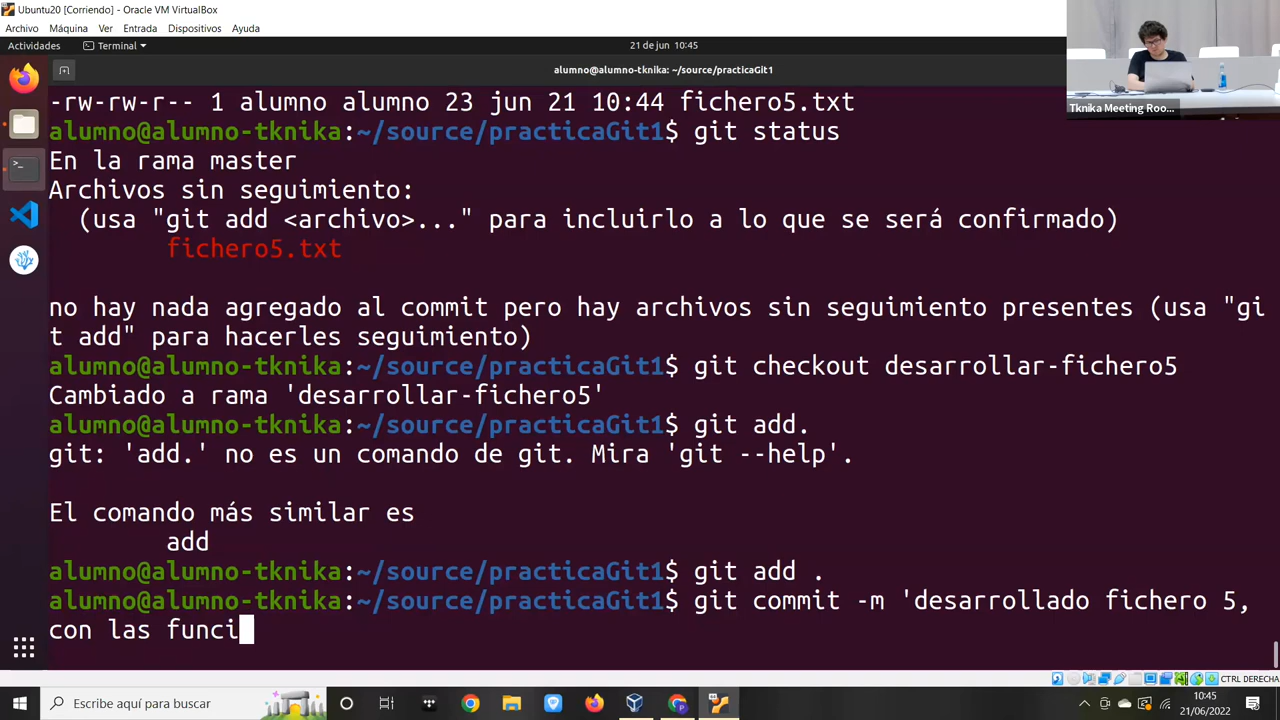 Ubuntu20 [Corriendo] - Oracle VM VirtualBox
Archivo Máquina Ver Entrada Dispositivos Ayuda
Actividades Terminal 21 de jun 10:45
alumno@alumno-tknika: ~/source/practicaGit1
Tknika Meeting Roo...
-rw-rw-r-- 1 alumno alumno 23 jun 21 10:44 fichero5.txt
alumno@alumno-tknika:~/source/practicaGit1$ git status
En la rama master
Archivos sin seguimiento:
(usa "git add <archivo>..." para incluirlo a lo que se será confirmado)
fichero5.txt
no hay nada agregado al commit pero hay archivos sin seguimiento presentes (usa "gi
t add" para hacerles seguimiento)
alumno@alumno-tknika:~/source/practicaGit1$ git checkout desarrollar-fichero5
Cambiado a rama 'desarrollar-fichero5'
alumno@alumno-tknika:~/source/practicaGit1$ git add.
git: 'add.' no es un comando de git. Mira 'git --help'.
El comando más similar es
add
alumno@alumno-tknika:~/source/practicaGit1$ git add .
alumno@alumno-tknika:~/source/practicaGit1$ git commit -m 'desarrollado fichero 5,
con las funci
CTRL DERECHA
Escribe aquí para buscar
10:45
21/06/2022